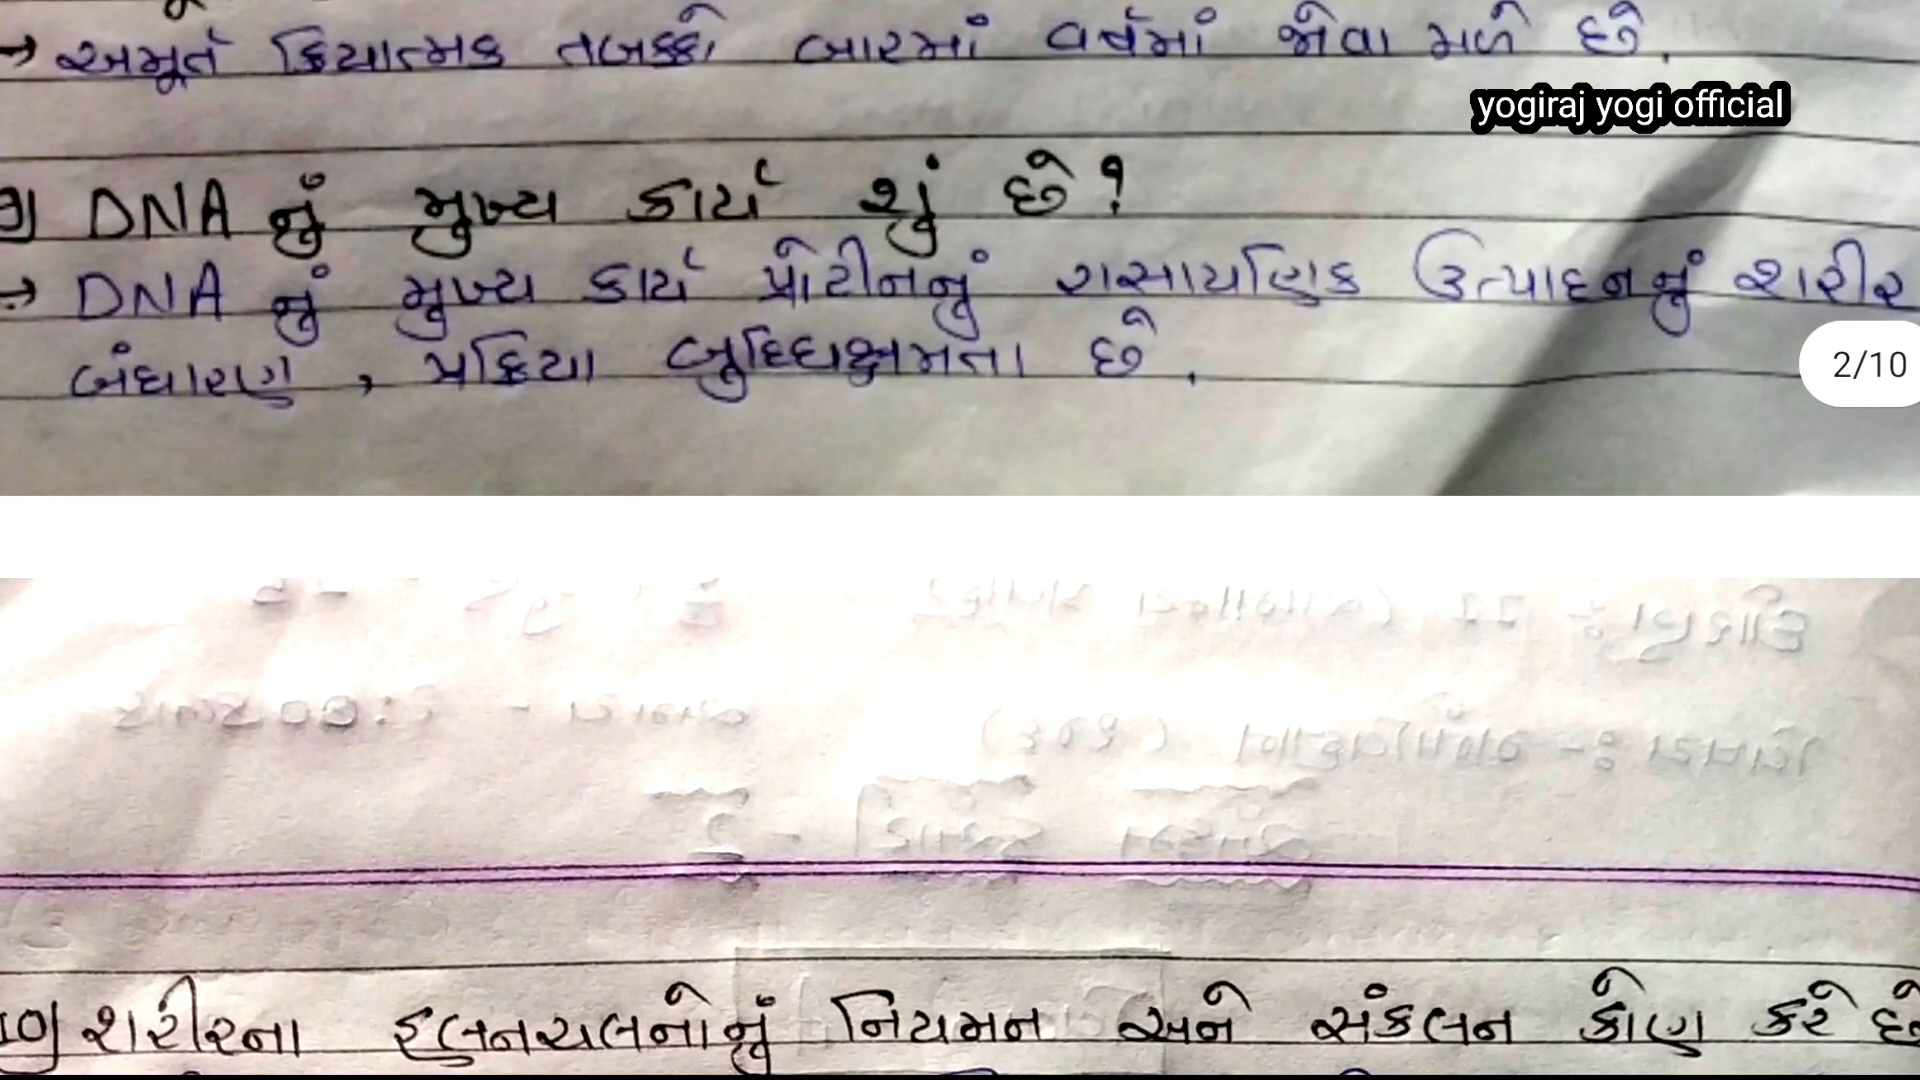 → અમૂર્ત ક્રિયાત્મક તબક્કો બારમાં વર્ષમાં જોવા મળે છે.
yogiraj yogi official
9) DNA નું મુખ્ય કાર્ય શું છે?
→ DNA નું મુખ્ય કાર્ય પ્રોટીનનું રાસાયણિક ઉત્પાદનનું શરીર
બંધારણ, પ્રક્રિયા બુદ્ધિક્ષમતા છે.
2/10
10) શરીરના હલનચલનોનું નિયમન અને સંકલન કોણ કરે છે